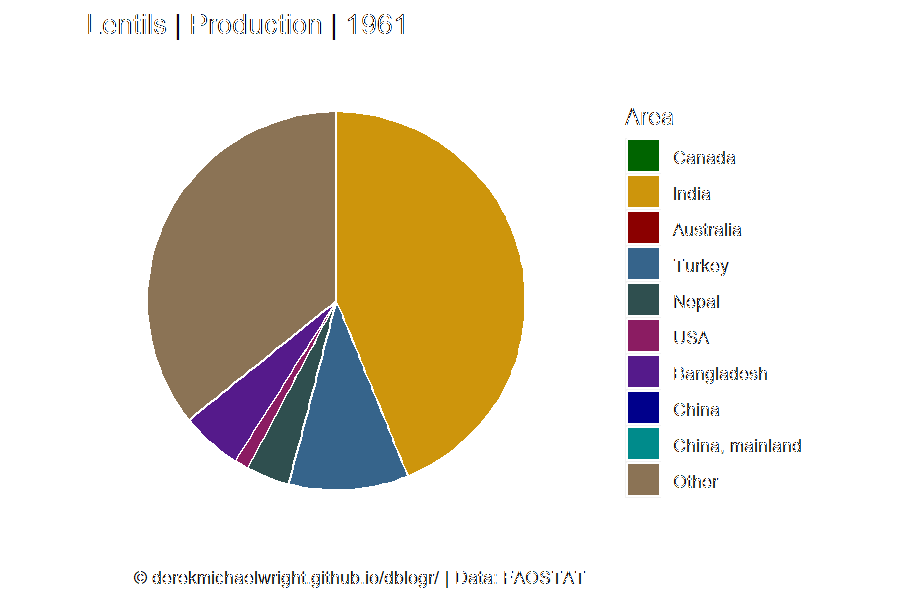 Lentils | Production | 1961
Area
Canada
India
Australia
Turkey
Nepal
USA
Bangladesh
China
China, mainland
Other
© derekmichaelwright.github.io/dblogr/ | Data: FAOSTAT